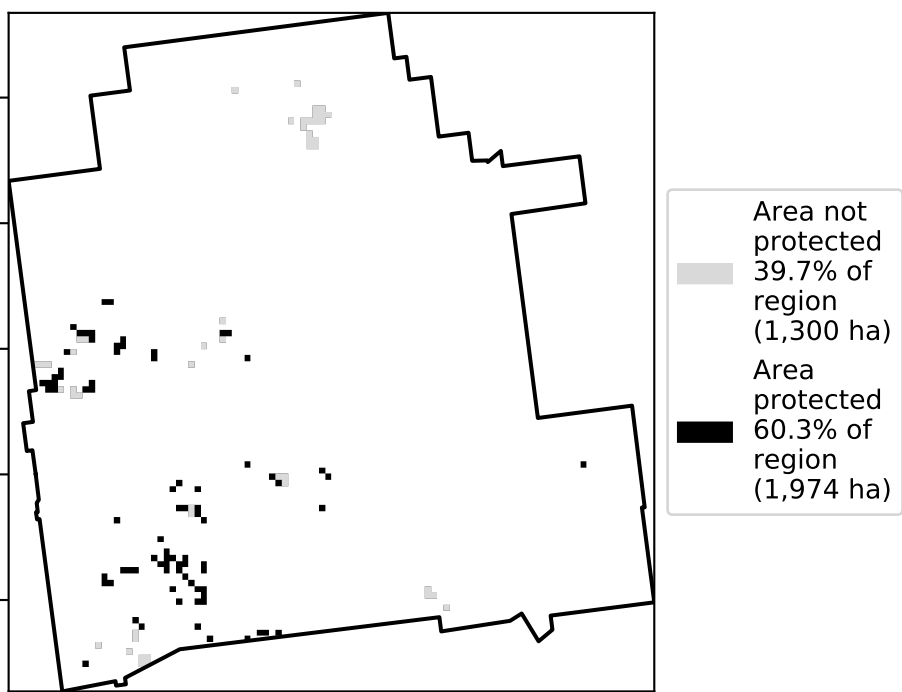 Area not
protected
39.7% of
region
(1,300 ha)
Area
protected
60.3% of
region
(1,974 ha)